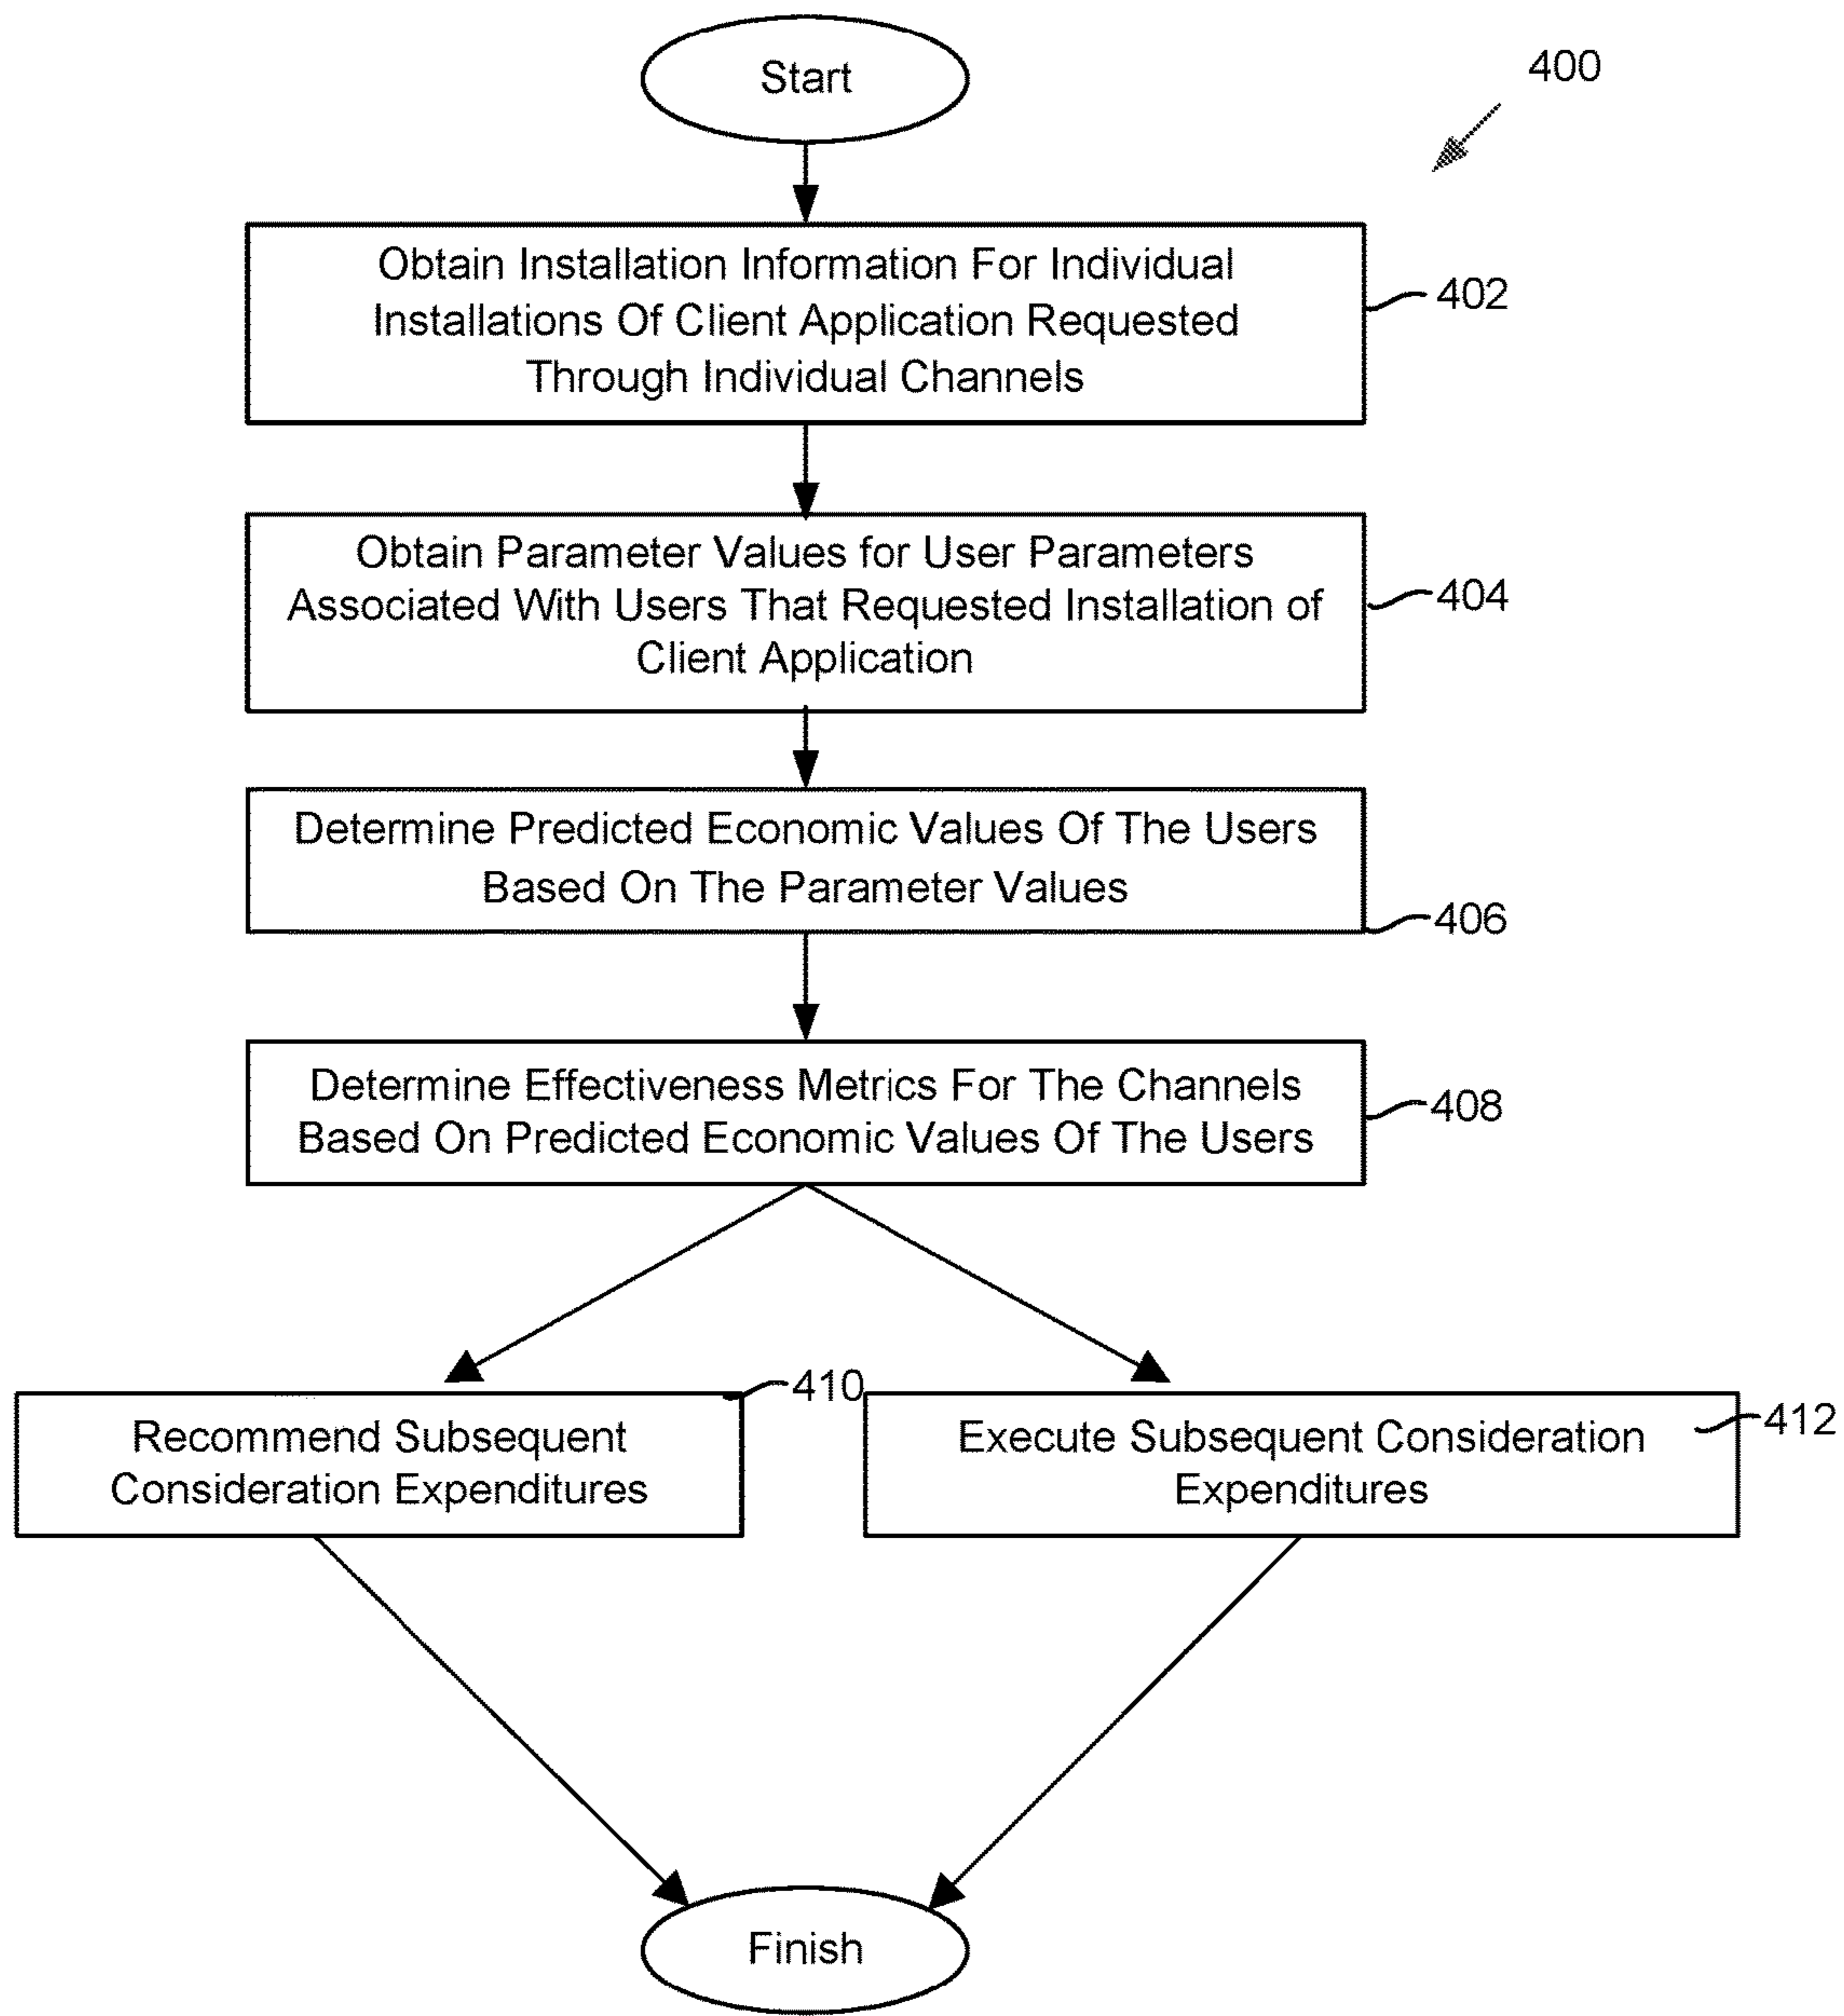 Start
400
Obtain Installation Information For Individual
Installations Of Client Application Requested
Through Individual Channels
402
Obtain Parameter Values for User Parameters
Associated With Users That Requested Installation of
Client Application
404
Determine Predicted Economic Values Of The Users
Based On The Parameter Values
406
Determine Effectiveness Metrics For The Channels
Based On Predicted Economic Values Of The Users
408
410
Recommend Subsequent
Consideration Expenditures
412
Execute Subsequent Consideration
Expenditures
Finish